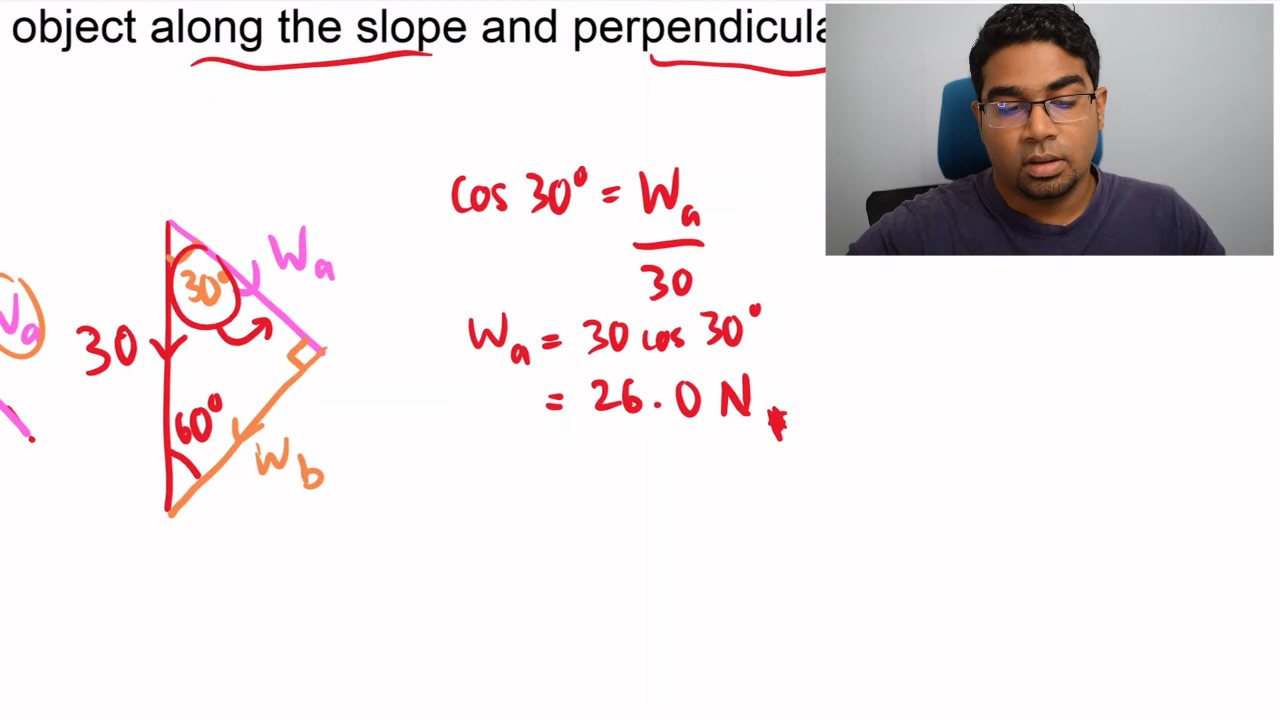 object along the slope and perpendicula
cos 30° = Wa
30
Wa = 30 cos 30°
= 26.0 N
Wa
30°
30
60°
Wb